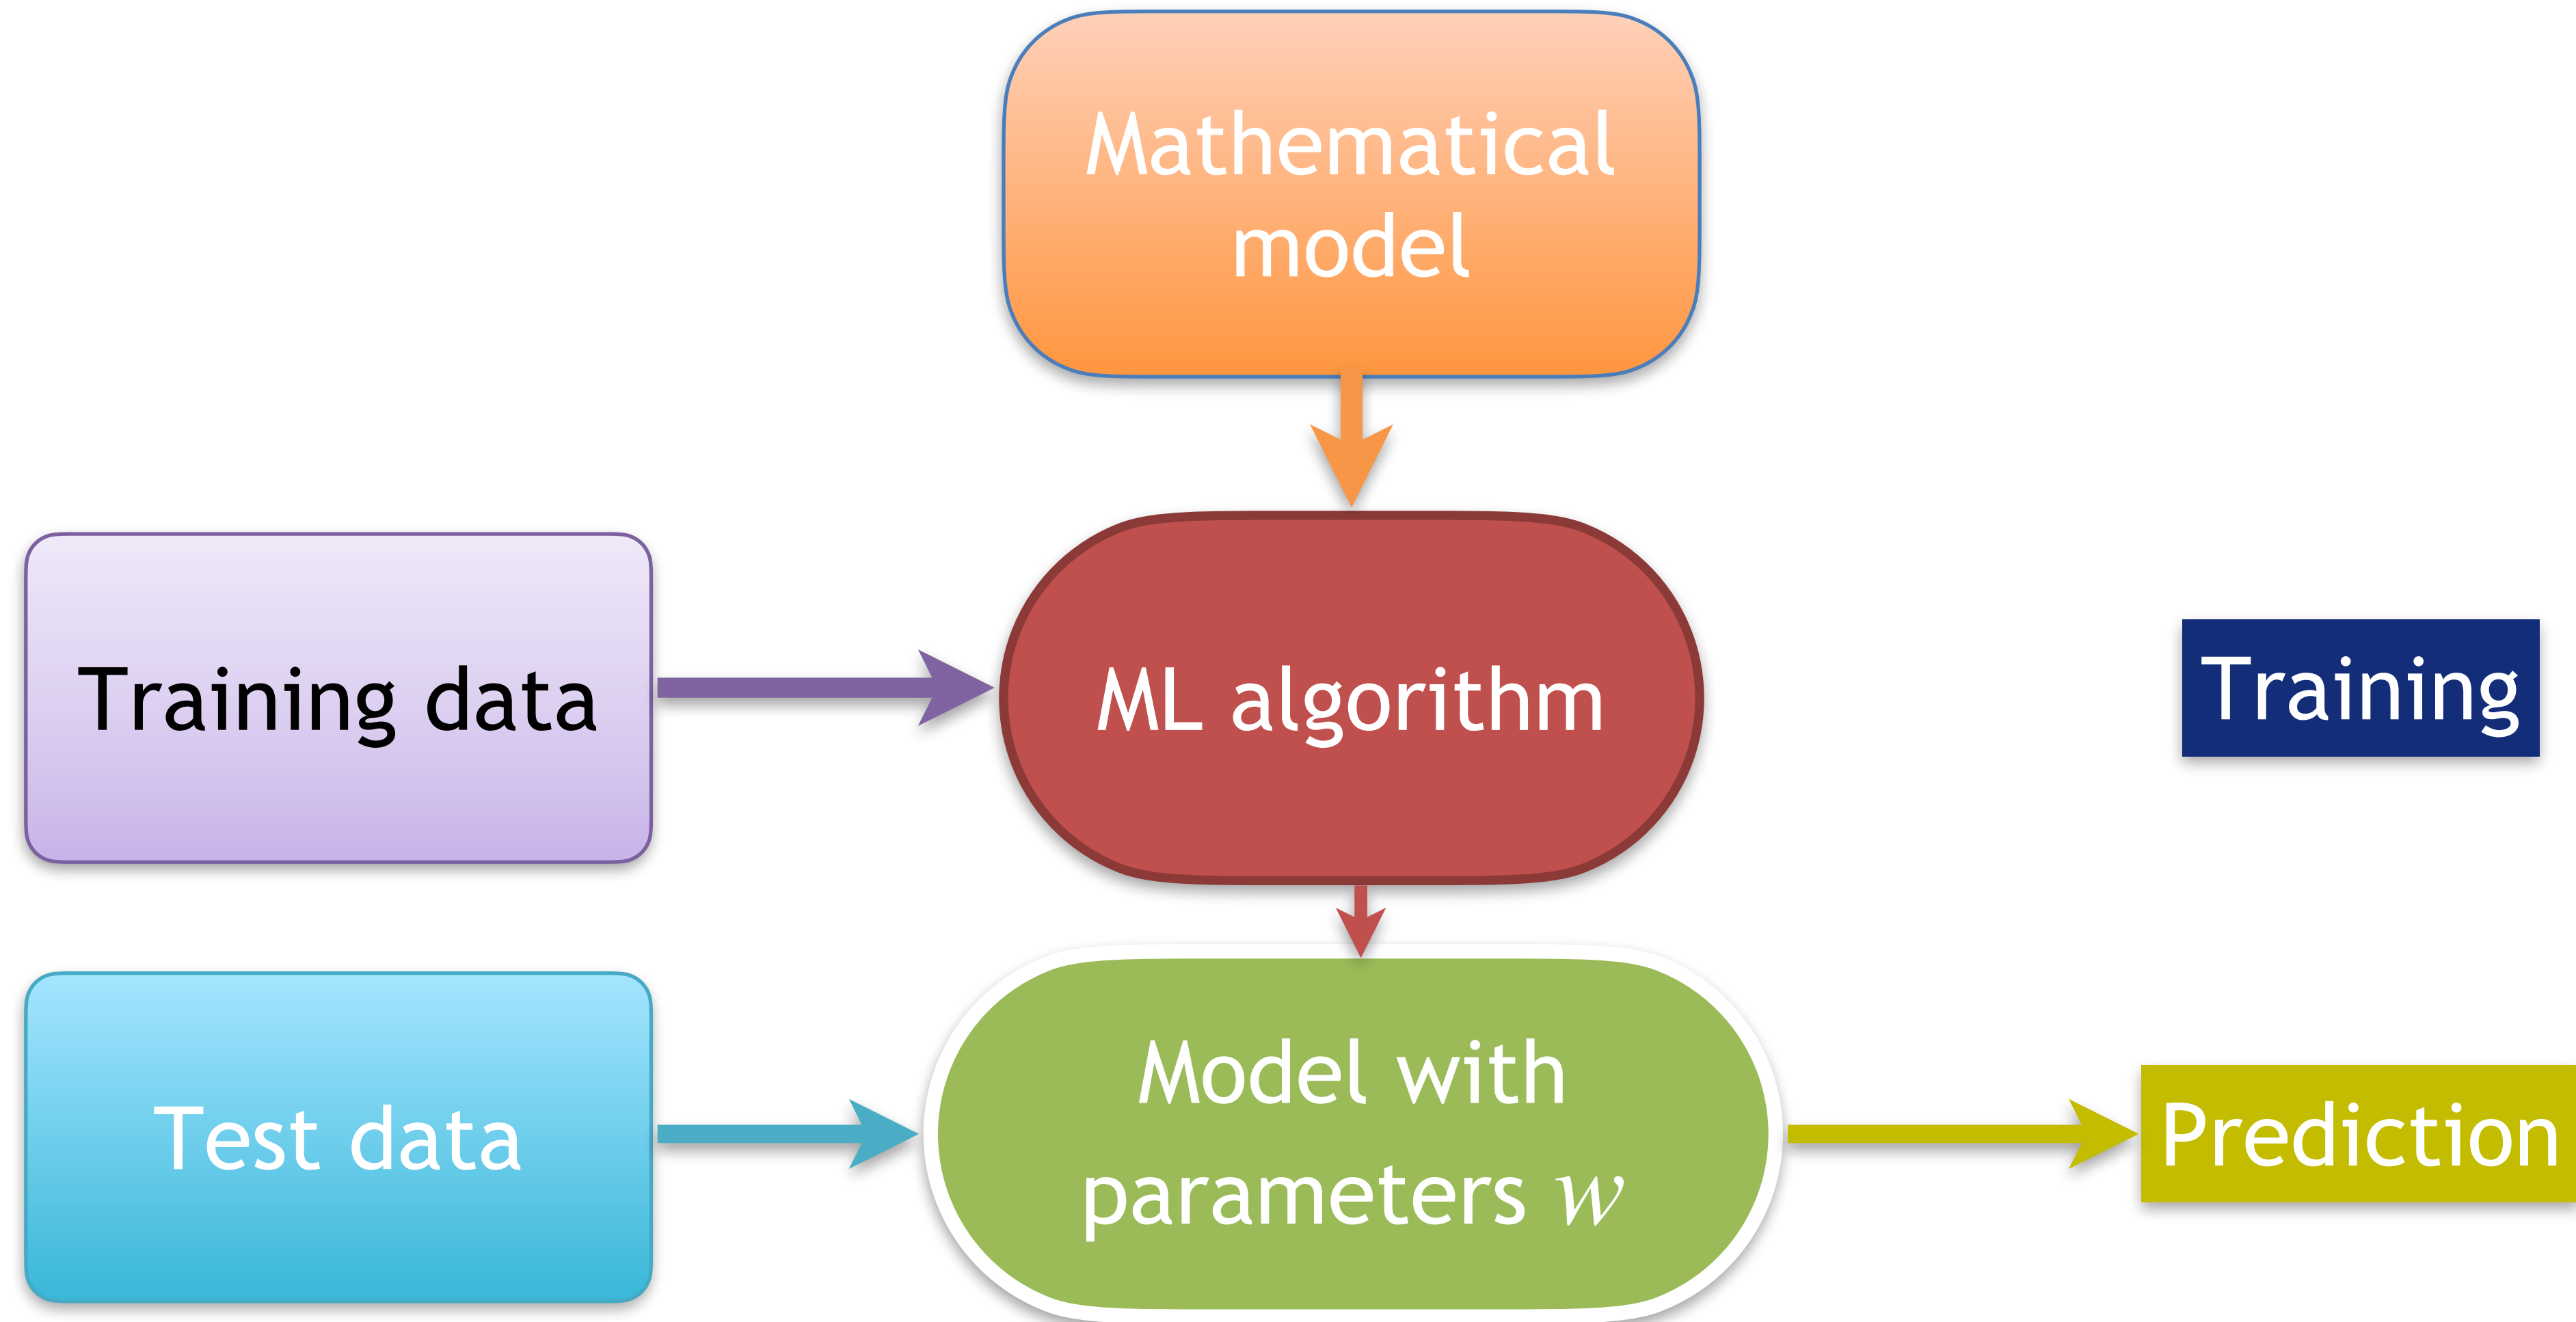 Mathematical
model
Training data
ML algorithm
Training
Test data
Model with
parameters w
Prediction